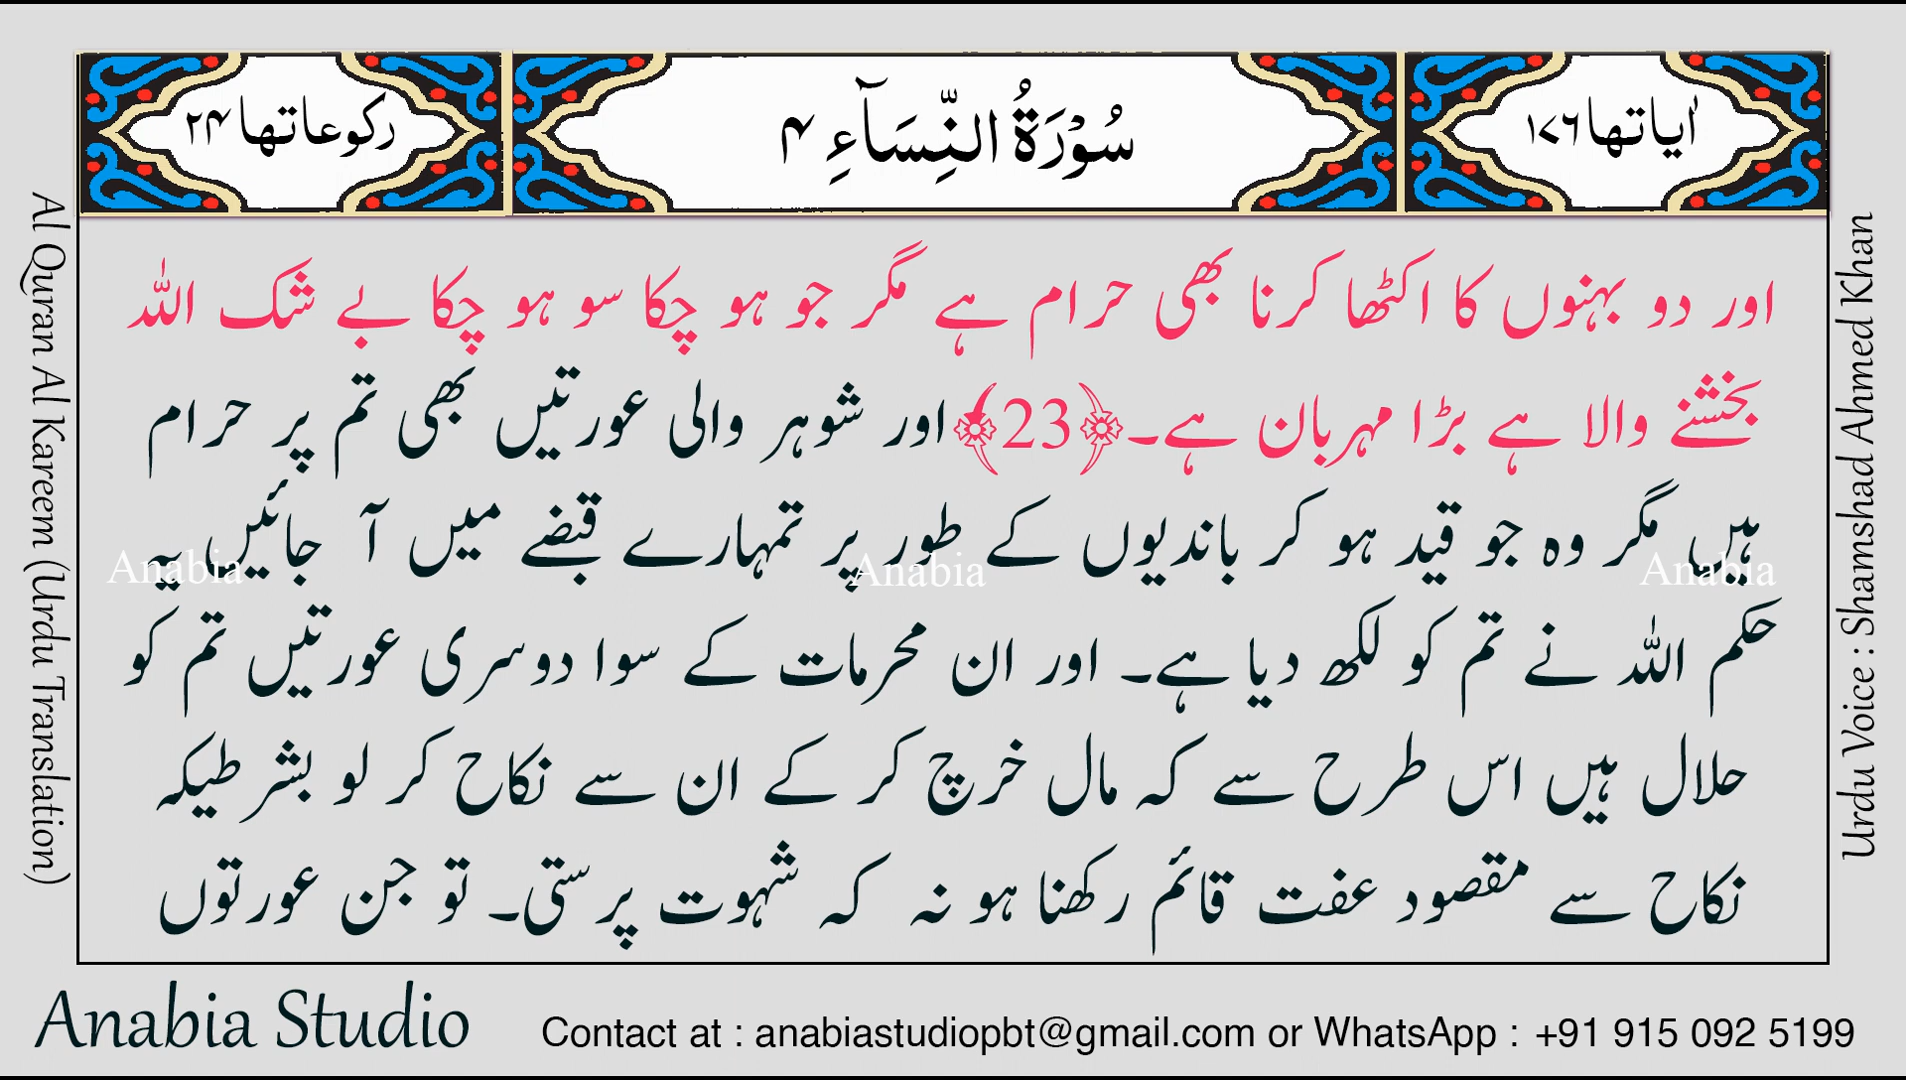 اٰیاتھا ۱۷۶
سُوْرَۃُ النِّسَآءِ ۴
رکوعاتھا ۲۴
اور دو بہنوں کا اکٹھا کرنا بھی حرام ہے مگر جو ہو چکا سو ہو چکا بے شک اللہ
بخشنے والا ہے بڑا مہربان ہے۔﴿23﴾اور شوہر والی عورتیں بھی تم پر حرام
ہیں مگر وہ جو قید ہو کر باندیوں کے طور پر تمہارے قبضے میں آ جائیں یہ
حکم اللہ نے تم کو لکھ دیا ہے۔ اور ان محرمات کے سوا دوسری عورتیں تم کو
حلال ہیں اس طرح سے کہ مال خرچ کر کے ان سے نکاح کر لو بشرطیکہ
نکاح سے مقصود عفت قائم رکھنا ہو نہ کہ شہوت پرستی۔ تو جن عورتوں
Anabia Anabia Anabia
Al Quran Al Kareem (Urdu Translation)
Urdu Voice : Shamshad Ahmed Khan
Anabia Studio
Contact at : anabiastudiopbt@gmail.com or WhatsApp : +91 915 092 5199